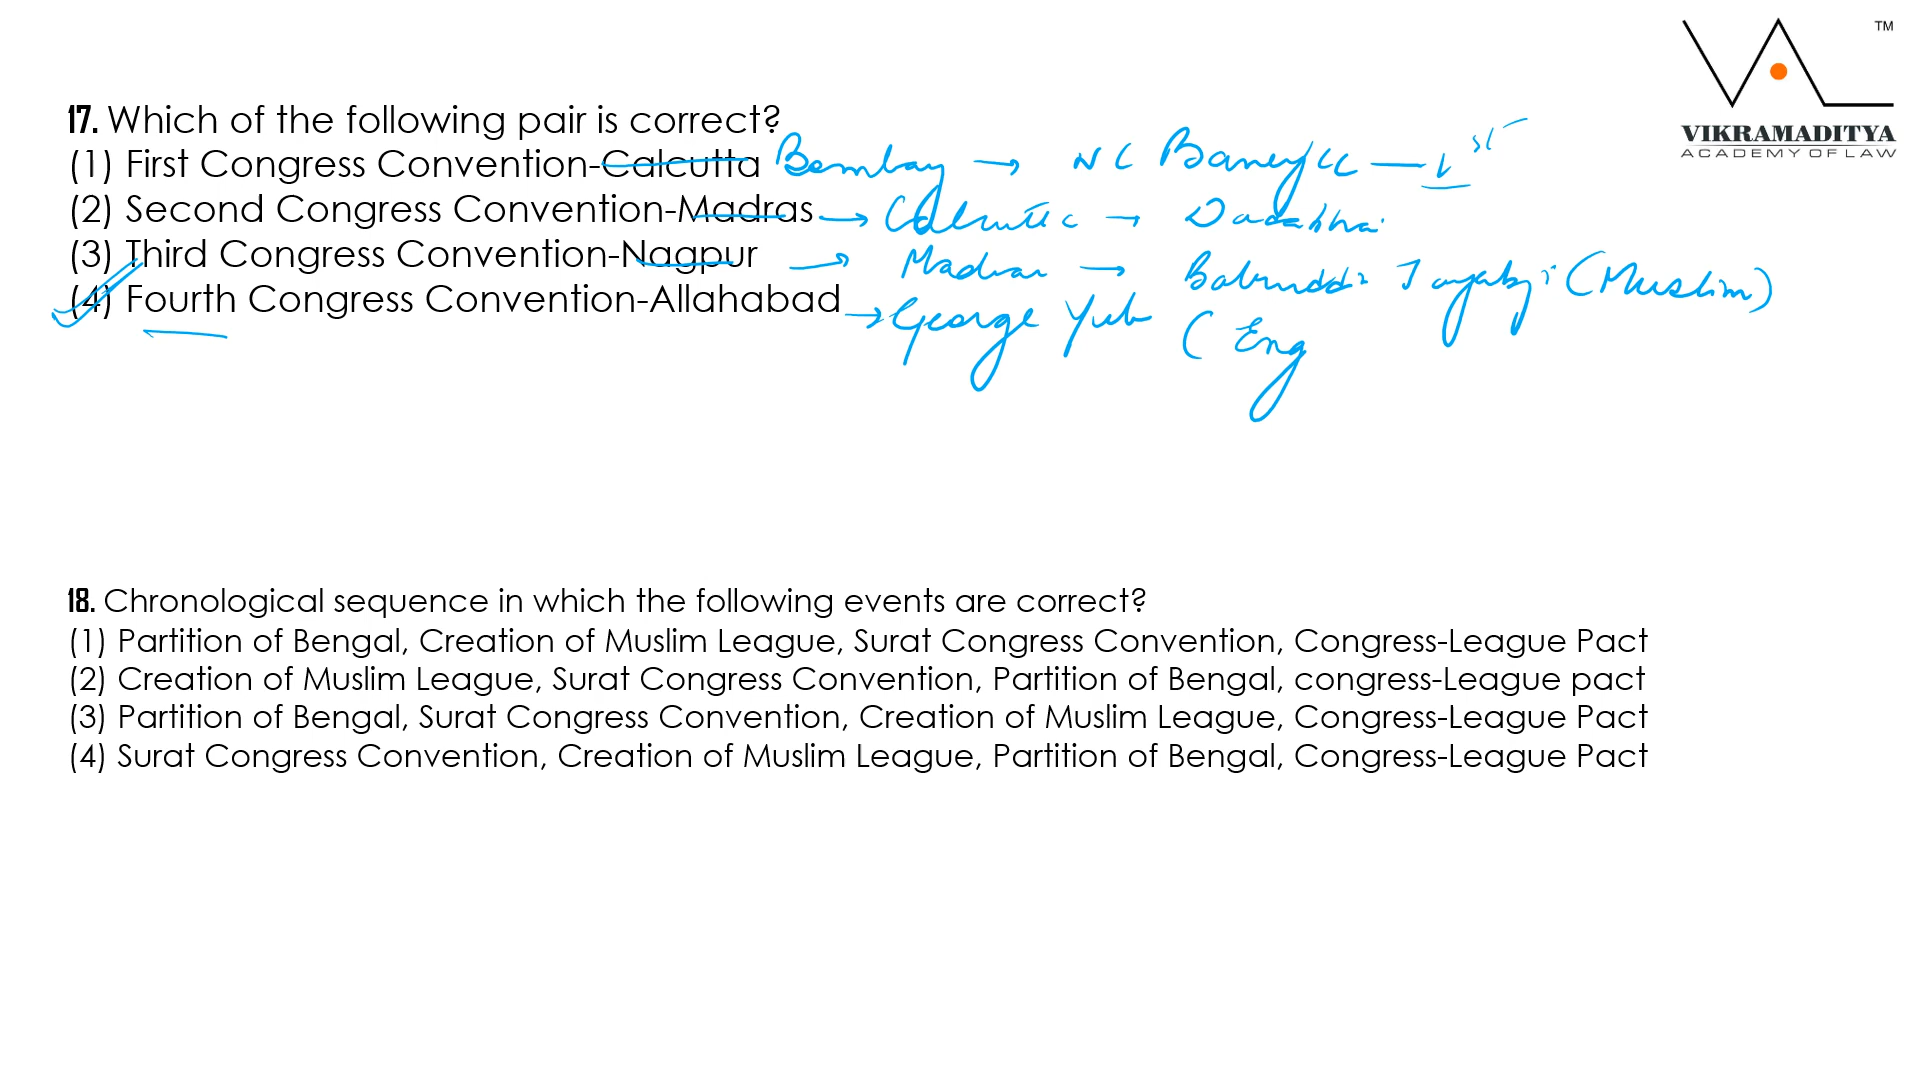 TM
VIKRAMADITYA
ACADEMY OF LAW
17. Which of the following pair is correct?
(1) First Congress Convention-Calcutta Bombay → NC Banerjee — 1st
(2) Second Congress Convention-Madras → Calcutta → Dadabhai
(3) Third Congress Convention-Nagpur → Madras → Badruddin Tayabji (Muslim)
(4) Fourth Congress Convention-Allahabad → George Yule (Eng
18. Chronological sequence in which the following events are correct?
(1) Partition of Bengal, Creation of Muslim League, Surat Congress Convention, Congress-League Pact
(2) Creation of Muslim League, Surat Congress Convention, Partition of Bengal, congress-League pact
(3) Partition of Bengal, Surat Congress Convention, Creation of Muslim League, Congress-League Pact
(4) Surat Congress Convention, Creation of Muslim League, Partition of Bengal, Congress-League Pact